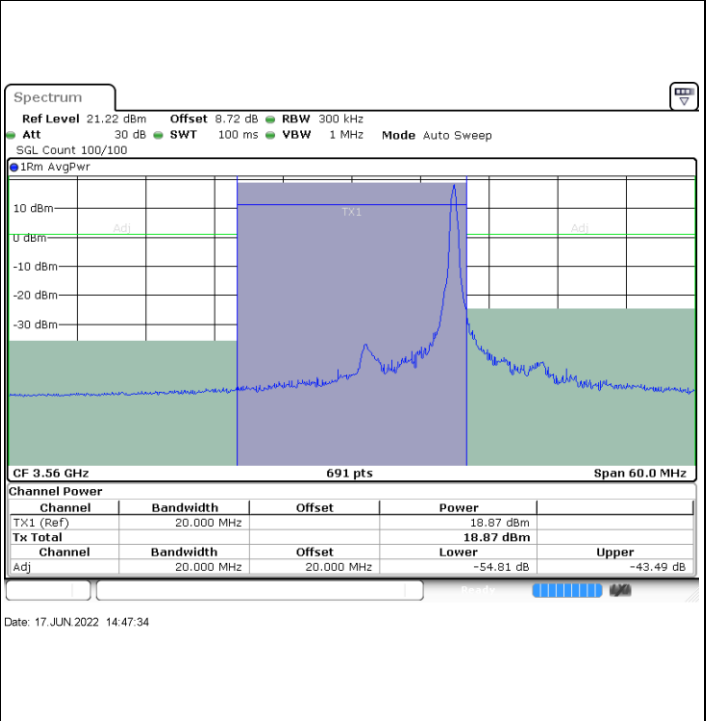 Spectrum
Ref Level 21.22 dBm Offset 8.72 dB RBW 300 kHz
Att 30 dB SWT 100 ms VBW 1 MHz Mode Auto Sweep
SGL Count 100/100
1Rm AvgPwr
10 dBm
TX1
Adj Adj
0 dBm
-10 dBm
-20 dBm
-30 dBm
CF 3.56 GHz 691 pts Span 60.0 MHz
Channel Power
Channel Bandwidth Offset Power
TX1 (Ref) 20.000 MHz 18.87 dBm
Tx Total 18.87 dBm
Channel Bandwidth Offset Lower Upper
Adj 20.000 MHz 20.000 MHz -54.81 dB -43.49 dB
Ready
Date: 17.JUN.2022 14:47:34